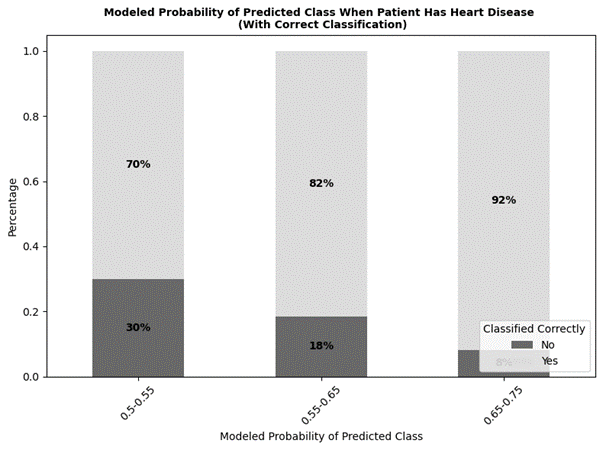 Modeled Probability of Predicted Class When Patient Has Heart Disease
(With Correct Classification)
Percentage
1.0
0.8
0.6
0.4
0.2
0.0
70%
82%
92%
30%
18%
8%
Classified Correctly
No
Yes
0.5-0.55
0.55-0.65
0.65-0.75
Modeled Probability of Predicted Class